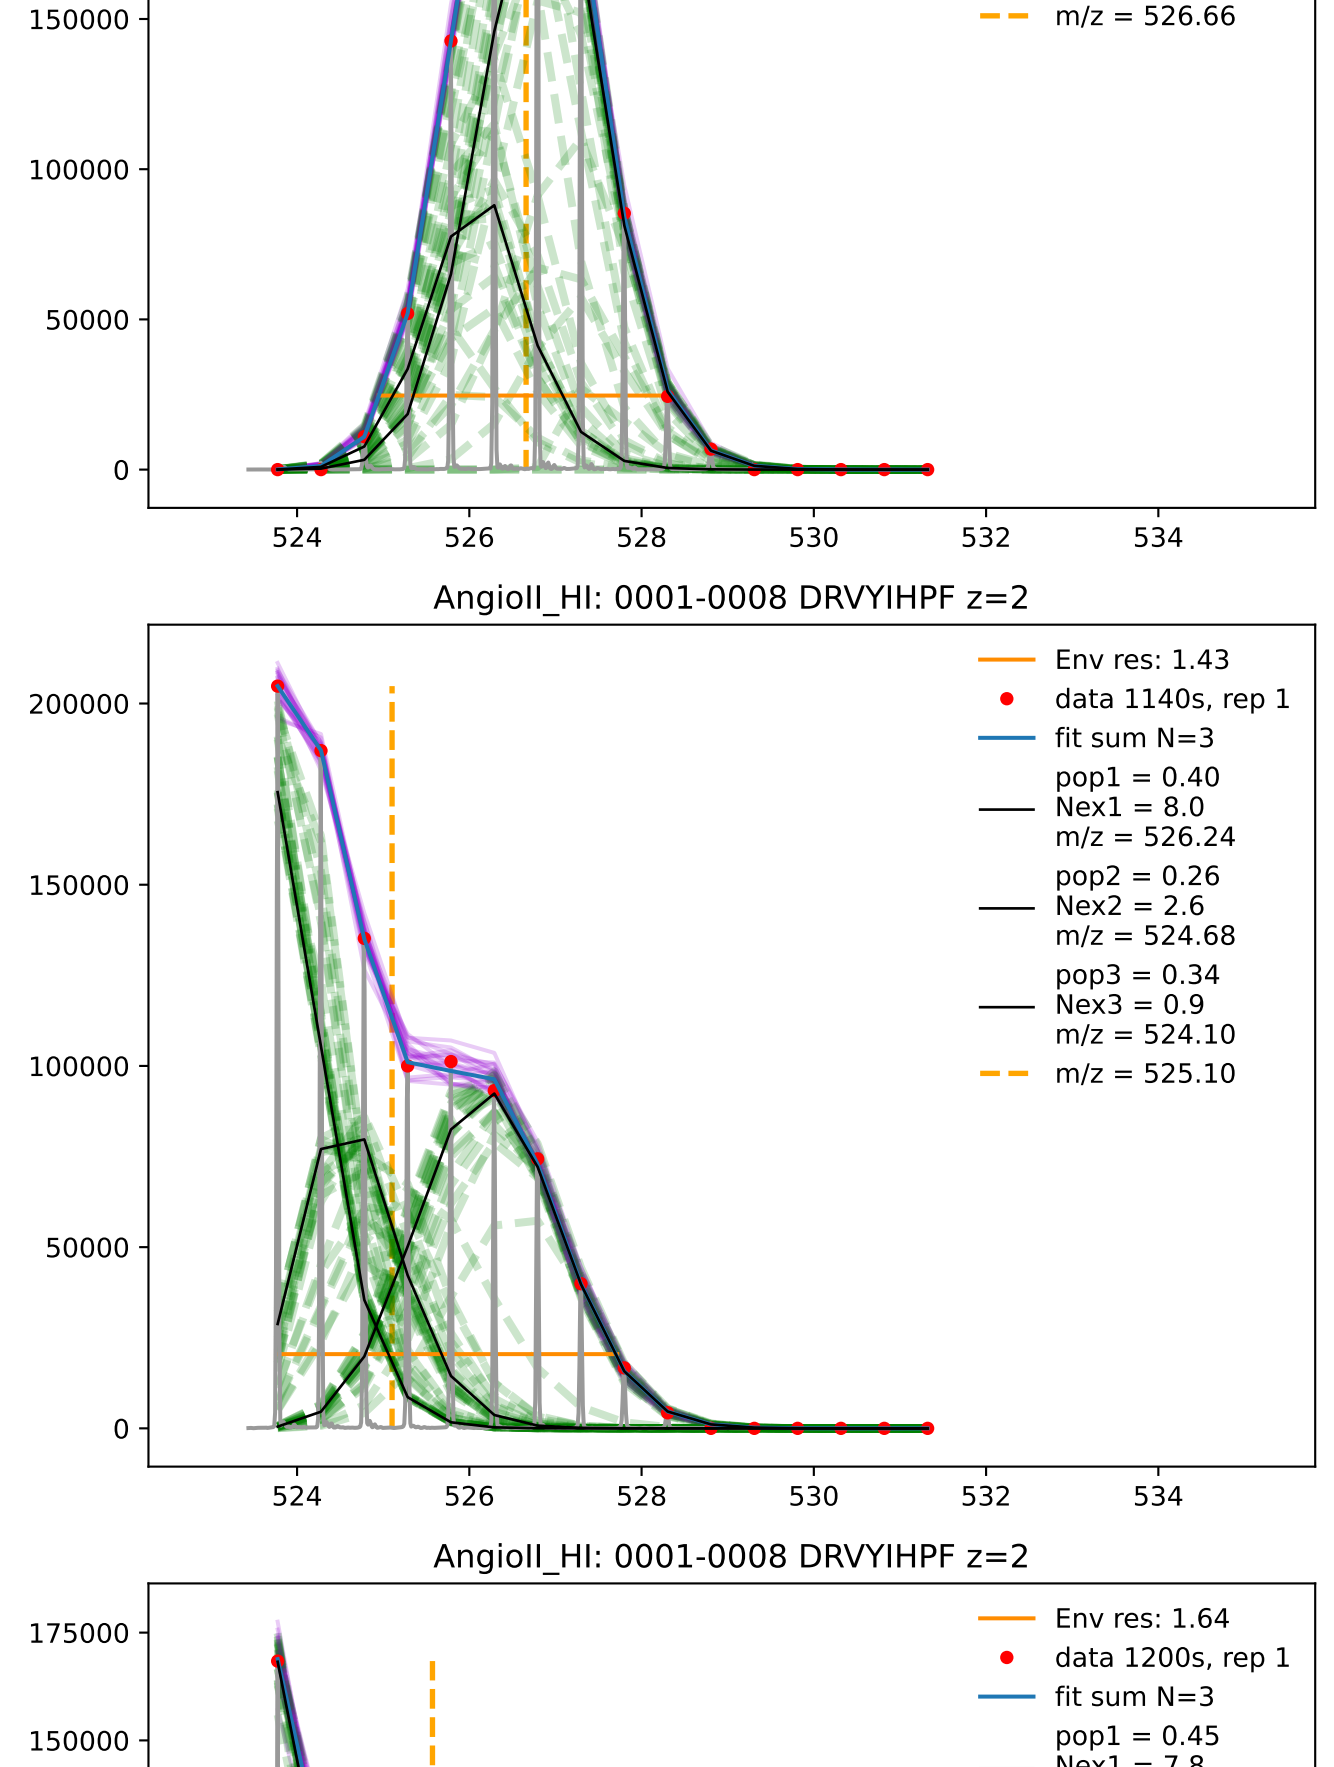 150000
m/z = 526.66
100000
50000
0
524 526 528 530 532 534
AngioII_HI: 0001-0008 DRVYIHPF z=2
Env res: 1.43
200000
data 1140s, rep 1
fit sum N=3
pop1 = 0.40
Nex1 = 8.0
m/z = 526.24
150000
pop2 = 0.26
Nex2 = 2.6
m/z = 524.68
pop3 = 0.34
Nex3 = 0.9
m/z = 524.10
100000
m/z = 525.10
50000
0
524 526 528 530 532 534
AngioII_HI: 0001-0008 DRVYIHPF z=2
Env res: 1.64
175000
data 1200s, rep 1
fit sum N=3
pop1 = 0.45
150000
Nex1 = 7.8